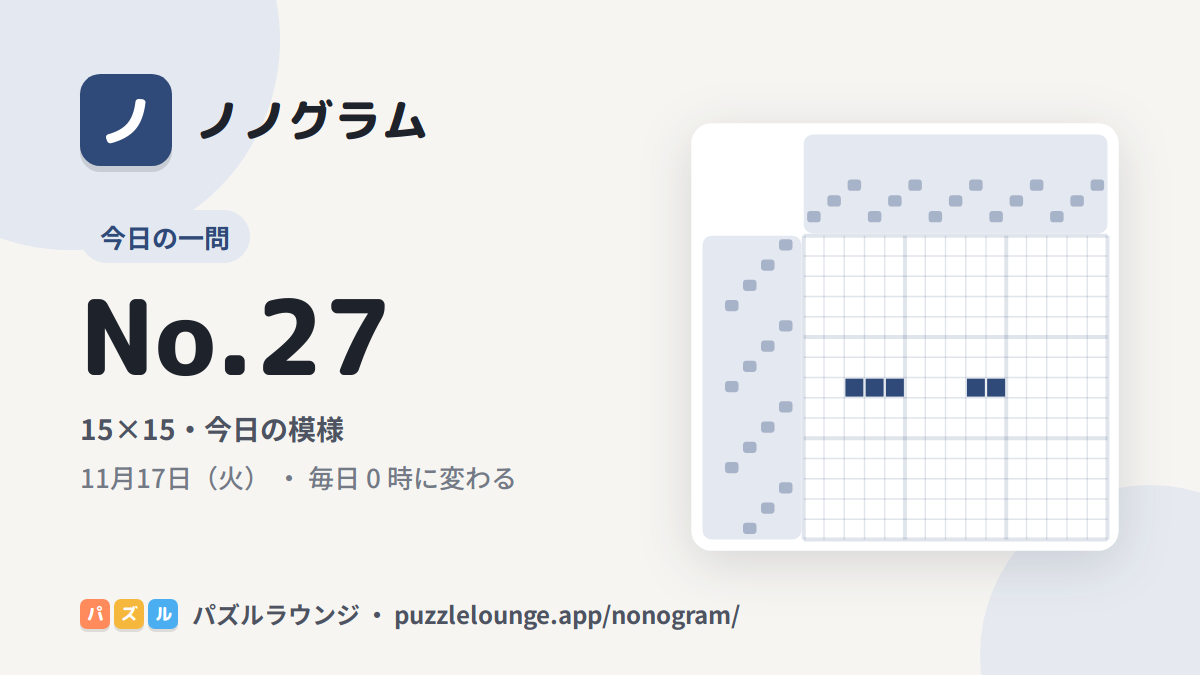 ノ ノノグラム
今日の一問
No.27
15×15・今日の模様
11月17日（火） ・ 毎日 0 時に変わる
パズル パズルラウンジ ・ puzzlelounge.app/nonogram/